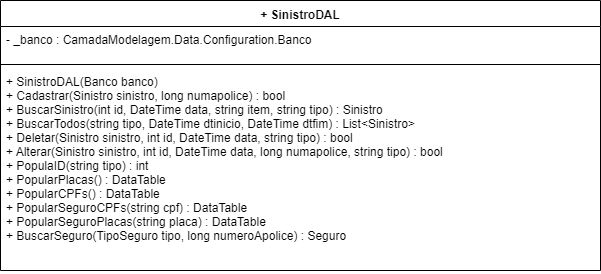 + SinistroDAL
- _banco : CamadaModelagem.Data.Configuration.Banco
+ SinistroDAL(Banco banco)
+ Cadastrar(Sinistro sinistro, long numapolice) : bool
+ BuscarSinistro(int id, DateTime data, string item, string tipo) : Sinistro
+ BuscarTodos(string tipo, DateTime dtinicio, DateTime dtfim) : List<Sinistro>
+ Deletar(Sinistro sinistro, int id, DateTime data, string tipo) : bool
+ Alterar(Sinistro sinistro, int id, DateTime data, long numapolice, string tipo) : bool
+ PopulaID(string tipo) : int
+ PopularPlacas() : DataTable
+ PopularCPFs() : DataTable
+ PopularSeguroCPFs(string cpf) : DataTable
+ PopularSeguroPlacas(string placa) : DataTable
+ BuscarSeguro(TipoSeguro tipo, long numeroApolice) : Seguro